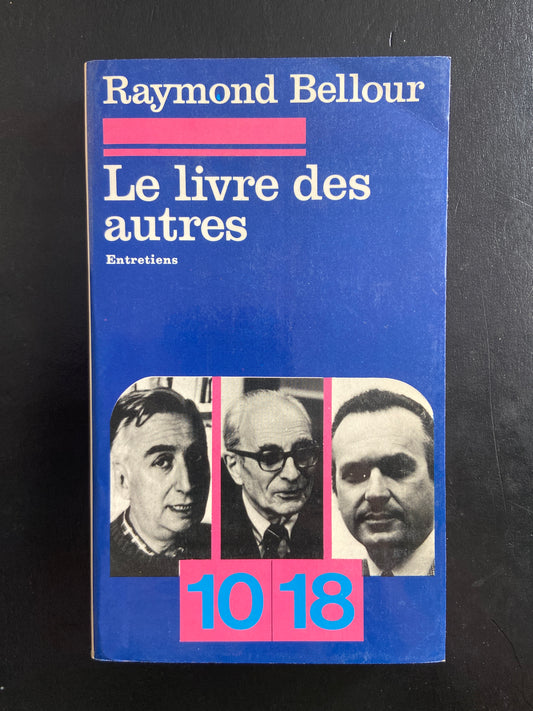 Raymond Bellour
Le livre des
autres
Entretiens
10 18